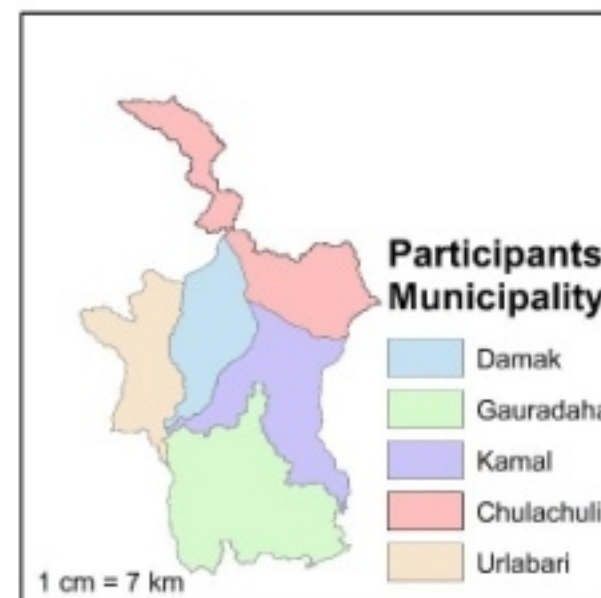 Participants
Municipality
Damak
Gauradaha
Kamal
Chulachuli
Urlabari
1 cm = 7 km